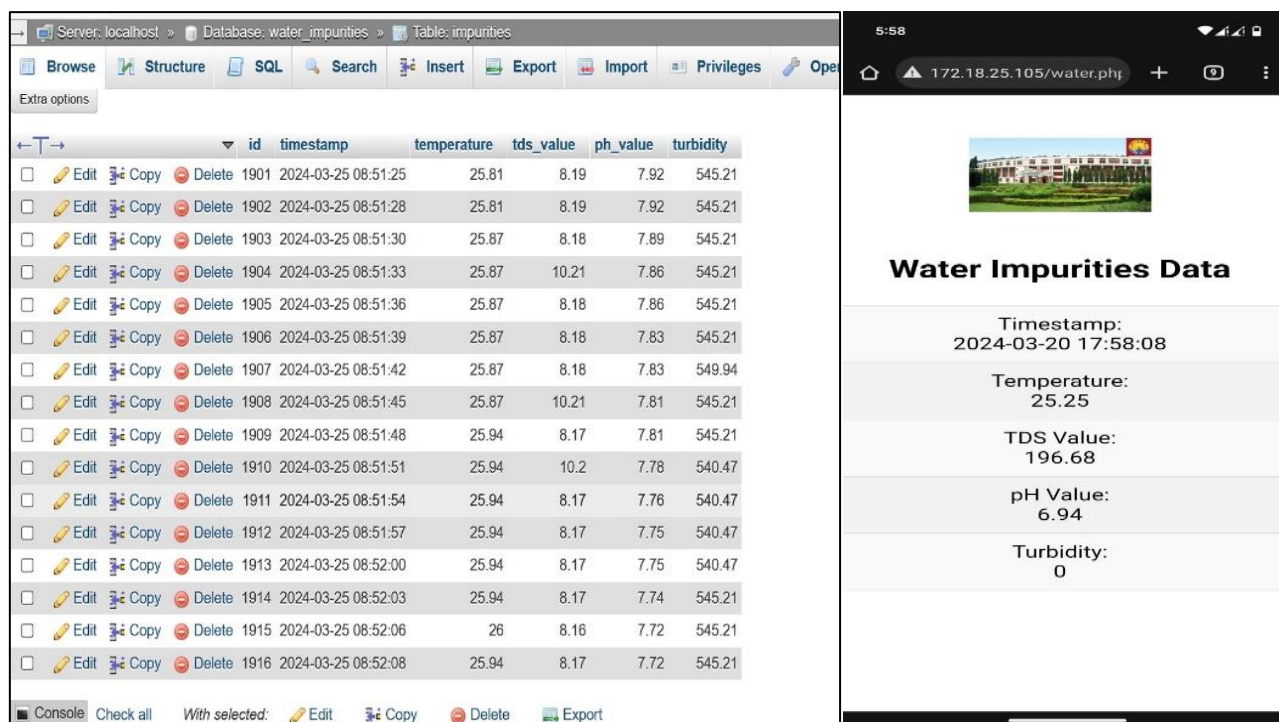 Server: localhost » Database: water_impurities » Table: impurities
Browse Structure SQL Search Insert Export Import Privileges Oper
Extra options
id timestamp temperature tds_value ph_value turbidity
Edit Copy Delete 1901 2024-03-25 08:51:25 25.81 8.19 7.92 545.21
Edit Copy Delete 1902 2024-03-25 08:51:28 25.81 8.19 7.92 545.21
Edit Copy Delete 1903 2024-03-25 08:51:30 25.87 8.18 7.89 545.21
Edit Copy Delete 1904 2024-03-25 08:51:33 25.87 10.21 7.86 545.21
Edit Copy Delete 1905 2024-03-25 08:51:36 25.87 8.18 7.86 545.21
Edit Copy Delete 1906 2024-03-25 08:51:39 25.87 8.18 7.83 545.21
Edit Copy Delete 1907 2024-03-25 08:51:42 25.87 8.18 7.83 549.94
Edit Copy Delete 1908 2024-03-25 08:51:45 25.87 10.21 7.81 545.21
Edit Copy Delete 1909 2024-03-25 08:51:48 25.94 8.17 7.81 545.21
Edit Copy Delete 1910 2024-03-25 08:51:51 25.94 10.2 7.78 540.47
Edit Copy Delete 1911 2024-03-25 08:51:54 25.94 8.17 7.76 540.47
Edit Copy Delete 1912 2024-03-25 08:51:57 25.94 8.17 7.75 540.47
Edit Copy Delete 1913 2024-03-25 08:52:00 25.94 8.17 7.75 540.47
Edit Copy Delete 1914 2024-03-25 08:52:03 25.94 8.17 7.74 545.21
Edit Copy Delete 1915 2024-03-25 08:52:06 26 8.16 7.72 545.21
Edit Copy Delete 1916 2024-03-25 08:52:08 25.94 8.17 7.72 545.21
Console Check all With selected: Edit Copy Delete Export
5:58
172.18.25.105/water.php 9
Water Impurities Data
Timestamp:
2024-03-20 17:58:08
Temperature:
25.25
TDS Value:
196.68
pH Value:
6.94
Turbidity:
0